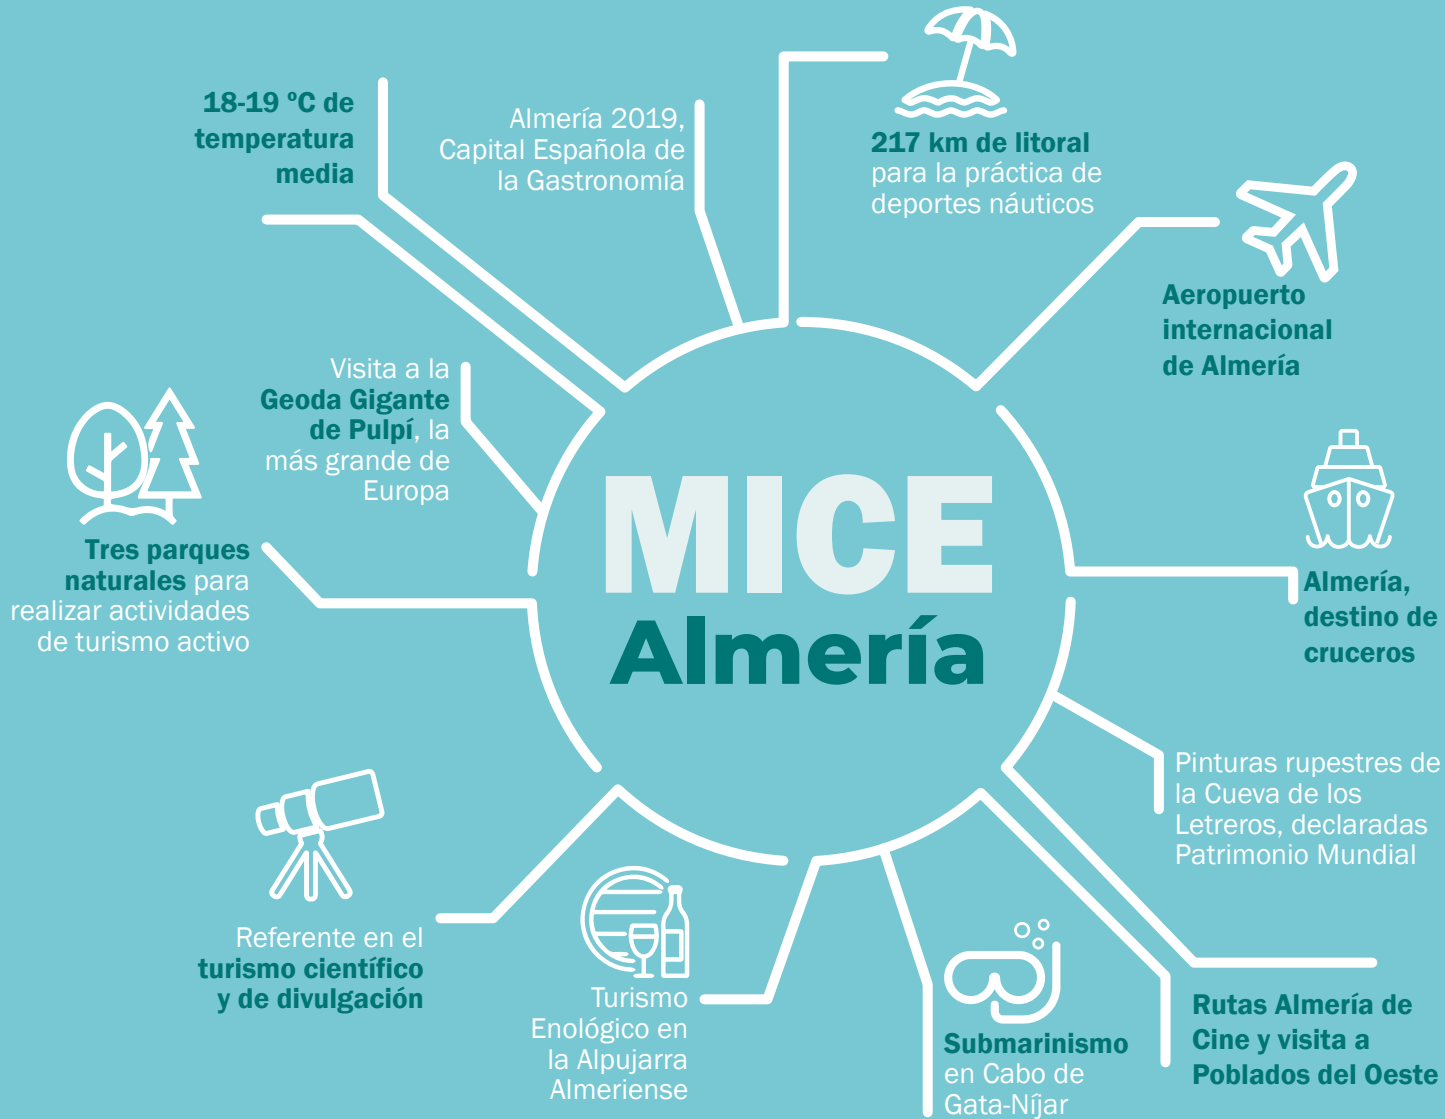 18-19 ºC de
temperatura
media
Almería 2019,
Capital Española de
la Gastronomía
217 km de litoral
para la práctica de
deportes náuticos
Aeropuerto
internacional
de Almería
Visita a la
Geoda Gigante
de Pulpí, la
más grande de
Europa
MICE
Almería
Tres parques
naturales para
realizar actividades
de turismo activo
Almería,
destino de
cruceros
Pinturas rupestres de
la Cueva de los
Letreros, declaradas
Patrimonio Mundial
Referente en el
turismo científico
y de divulgación
Turismo
Enológico en
la Alpujarra
Almeriense
Submarinismo
en Cabo de
Gata-Níjar
Rutas Almería de
Cine y visita a
Poblados del Oeste